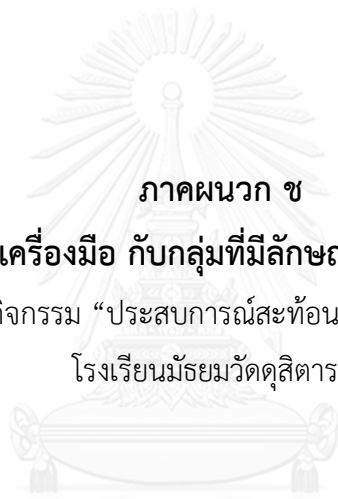 ภาคผนวก ช
เครื่องมือ กับกลุ่มที่มี
กิจกรรม “ประสบการณ์สะท้อน
โรงเรียนมัธยมวัดดุสิตาร